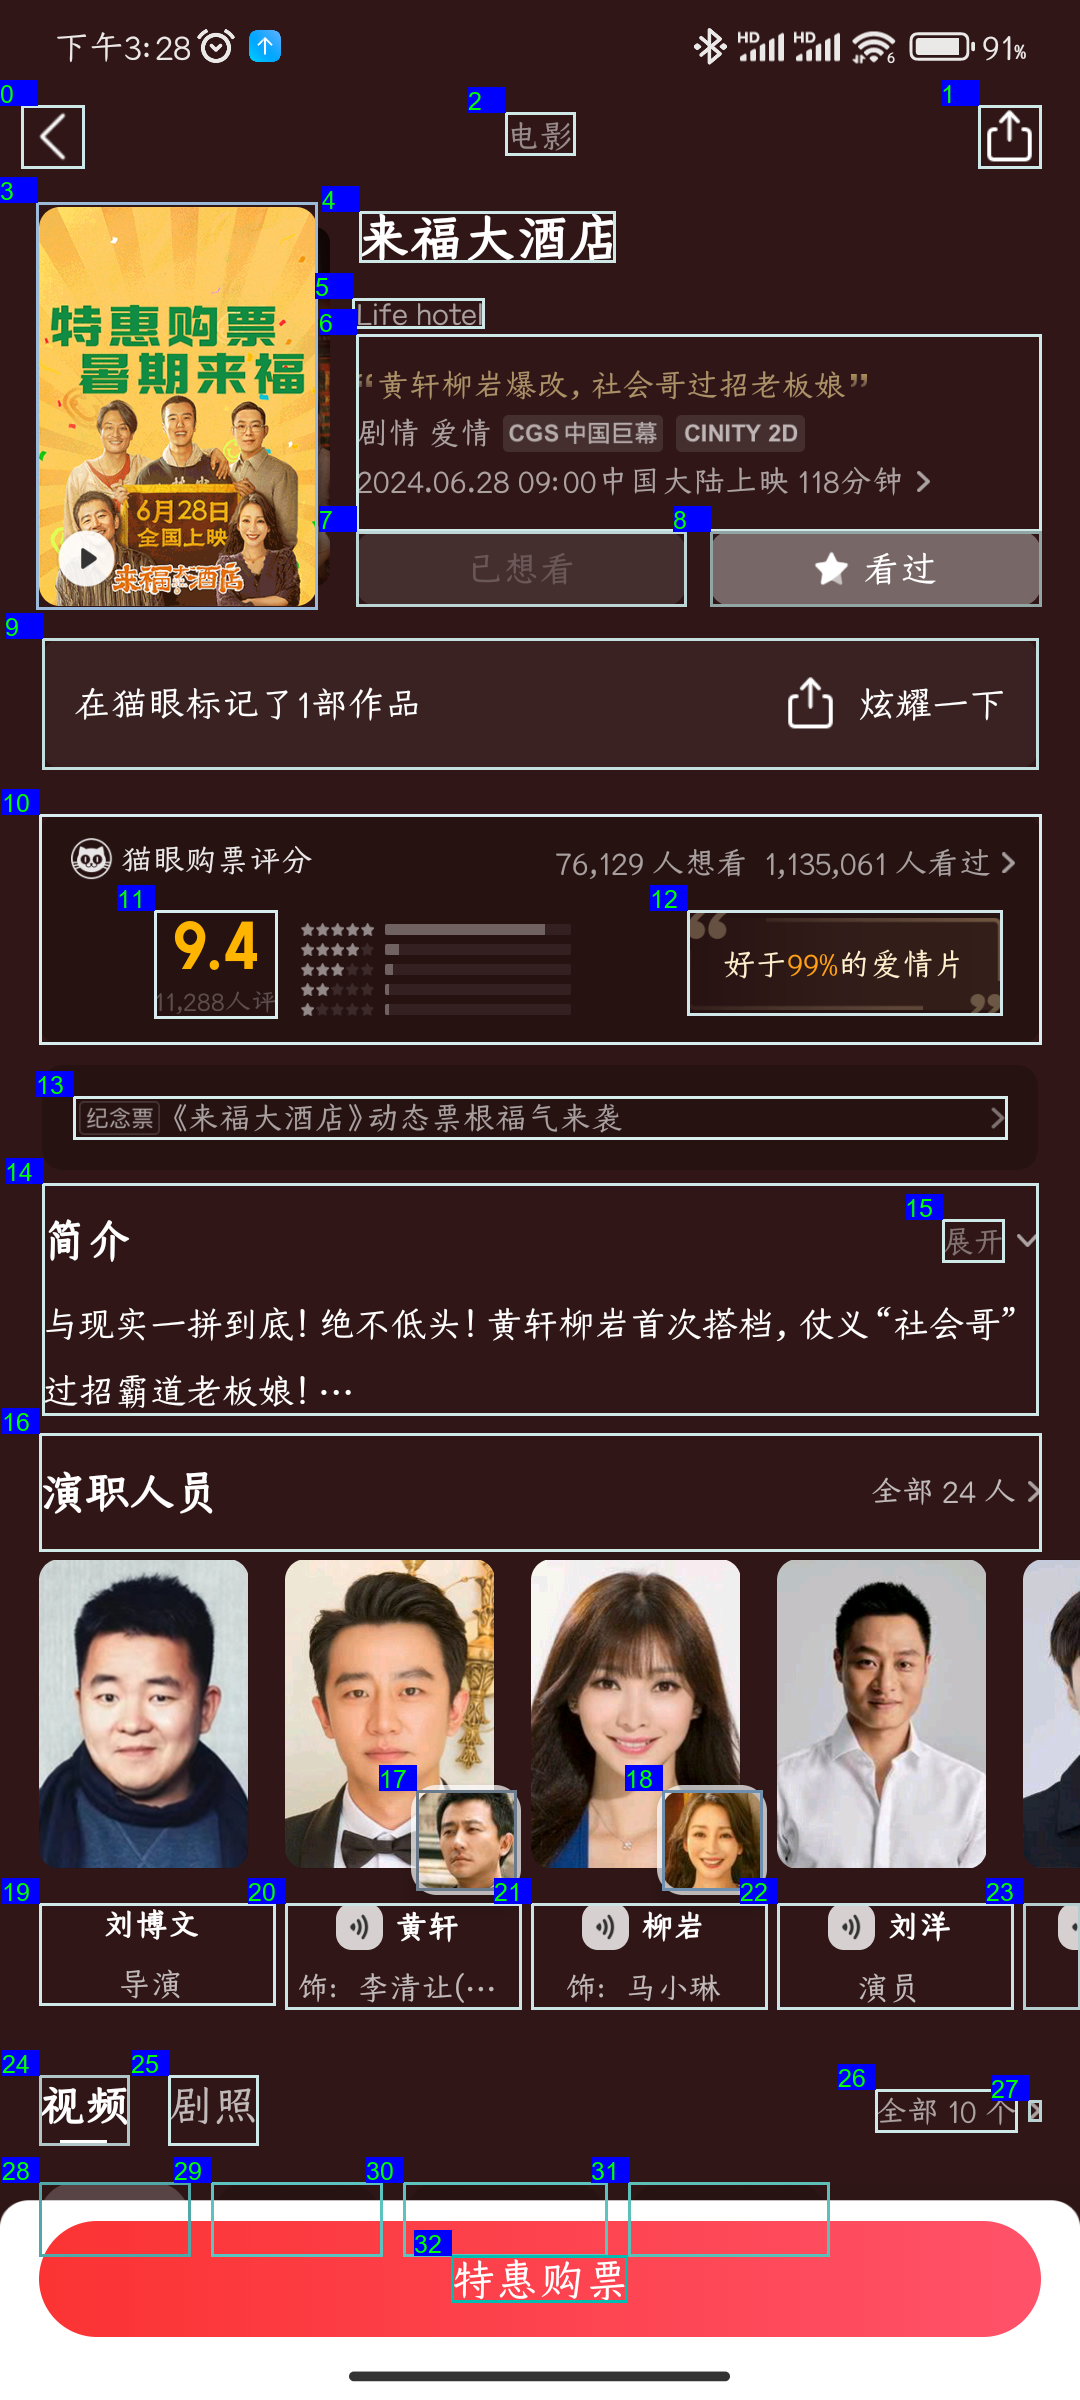 下午3:28
HD HD 6 91%
0
1
2
电影
3
特惠购票
暑期来福
6月28日
全国上映
来福大酒店
4
来福大酒店
5
Life hotel
6
“黄轩柳岩爆改,社会哥过招老板娘”
剧情 爱情 CGS 中国巨幕 CINITY 2D
2024.06.28 09:00中国大陆上映 118分钟
7
已想看
8
看过
9
在猫眼标记了1部作品
炫耀一下
10
猫眼购票评分
76,129 人想看 1,135,061 人看过
11
9.4
11,288人评
12
好于99%的爱情片
13
纪念票 《来福大酒店》动态票根福气来袭
14
简介
15
展开
与现实一拼到底!绝不低头!黄轩柳岩首次搭档,仗义“社会哥”
过招霸道老板娘!…
16
演职人员
全部 24 人
17
18
19
刘博文
导演
20
黄轩
饰: 李清让(…
21
柳岩
饰: 马小琳
22
刘洋
演员
23
24
视频
25
剧照
26
全部 10 个
27
28
29
30
31
32
特惠购票